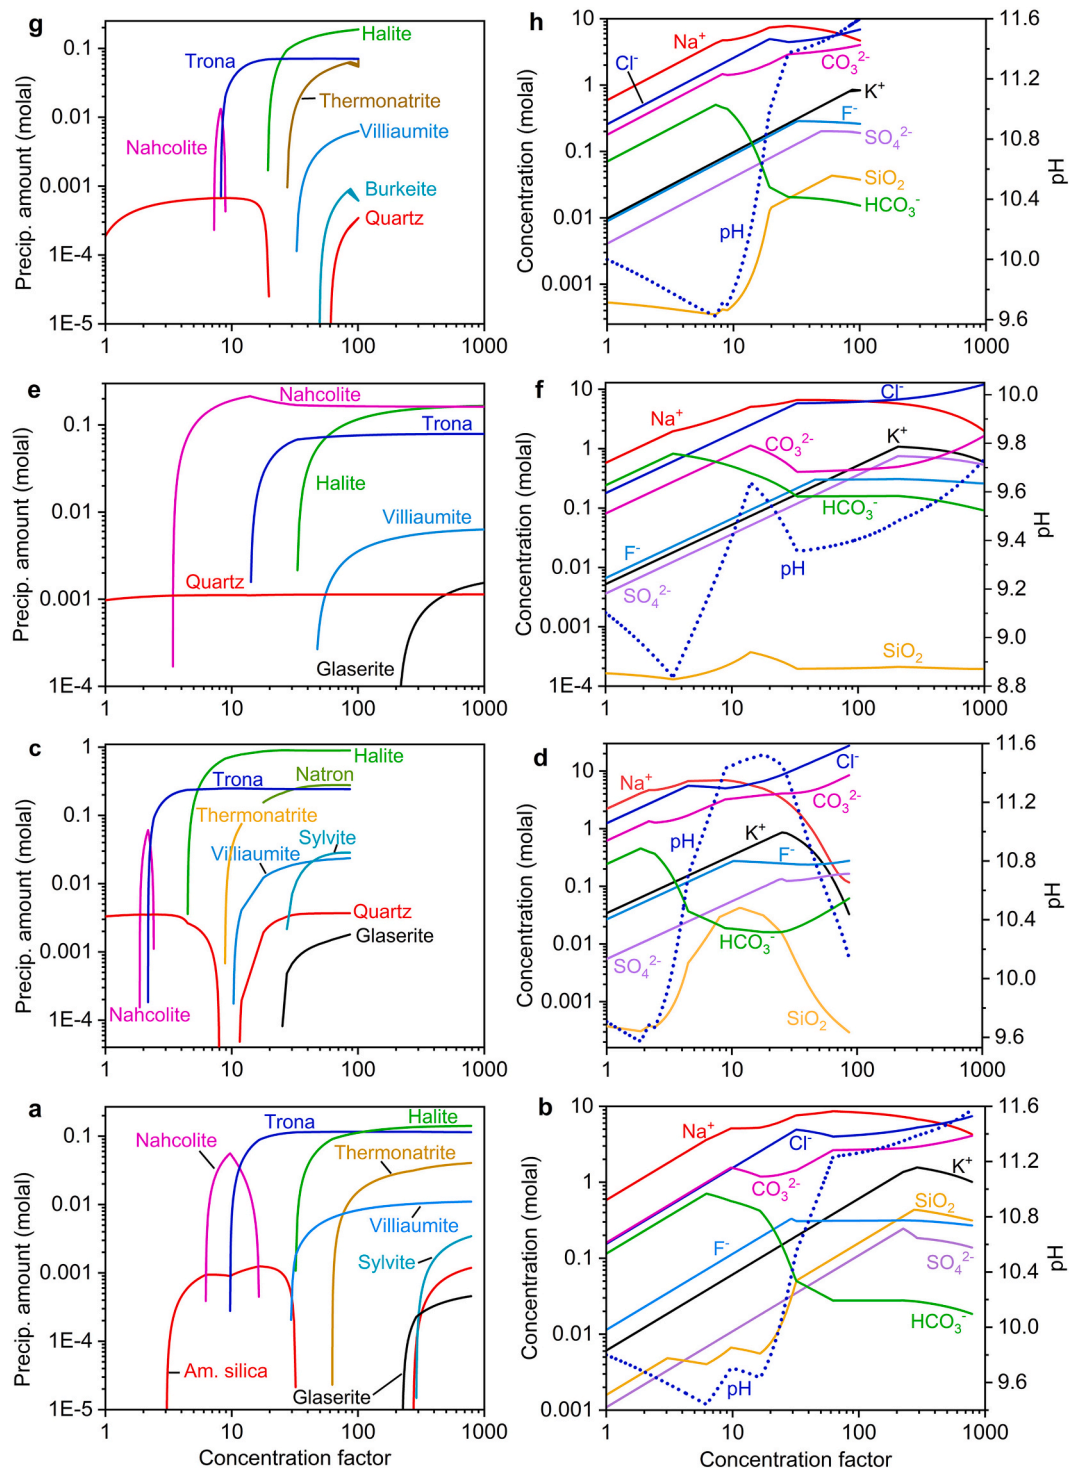 g
Precip. amount (molal)
0.1
0.01
0.001
1E-4
1E-5
1
10
100
1000
Halite
Trona
Thermonatrite
Nahcolite
Villiaumite
Burkeite
Quartz
h
Concentration (molal)
10
1
0.1
0.01
0.001
1
10
100
1000
11.6
11.2
10.8
10.4
10.0
9.6
pH
Na⁺
Cl⁻
CO₃²⁻
K⁺
F⁻
SO₄²⁻
SiO₂
HCO₃⁻
pH
e
Precip. amount (molal)
0.1
0.01
0.001
1E-4
1
10
100
1000
Nahcolite
Trona
Halite
Villiaumite
Quartz
Glaserite
f
Concentration (molal)
10
1
0.1
0.01
0.001
1E-4
1
10
100
1000
10.0
9.8
9.6
9.4
9.2
9.0
8.8
pH
Cl⁻
Na⁺
K⁺
CO₃²⁻
HCO₃⁻
F⁻
pH
SO₄²⁻
SiO₂
c
Precip. amount (molal)
1
0.1
0.01
0.001
1E-4
1
10
100
1000
Halite
Trona
Natron
Thermonatrite
Sylvite
Villiaumite
Quartz
Glaserite
Nahcolite
d
Concentration (molal)
10
1
0.1
0.01
0.001
1
10
100
1000
11.6
11.2
10.8
10.4
10.0
9.6
pH
Cl⁻
Na⁺
CO₃²⁻
pH
K⁺
F⁻
HCO₃⁻
SO₄²⁻
SiO₂
a
Precip. amount (molal)
0.1
0.01
0.001
1E-4
1E-5
1
10
100
1000
Concentration factor
Halite
Trona
Nahcolite
Thermonatrite
Villiaumite
Sylvite
Am. silica
Glaserite
b
Concentration (molal)
10
1
0.1
0.01
0.001
1
10
100
1000
Concentration factor
11.6
11.2
10.8
10.4
10.0
9.6
pH
Na⁺
Cl⁻
K⁺
CO₃²⁻
SiO₂
F⁻
SO₄²⁻
HCO₃⁻
pH